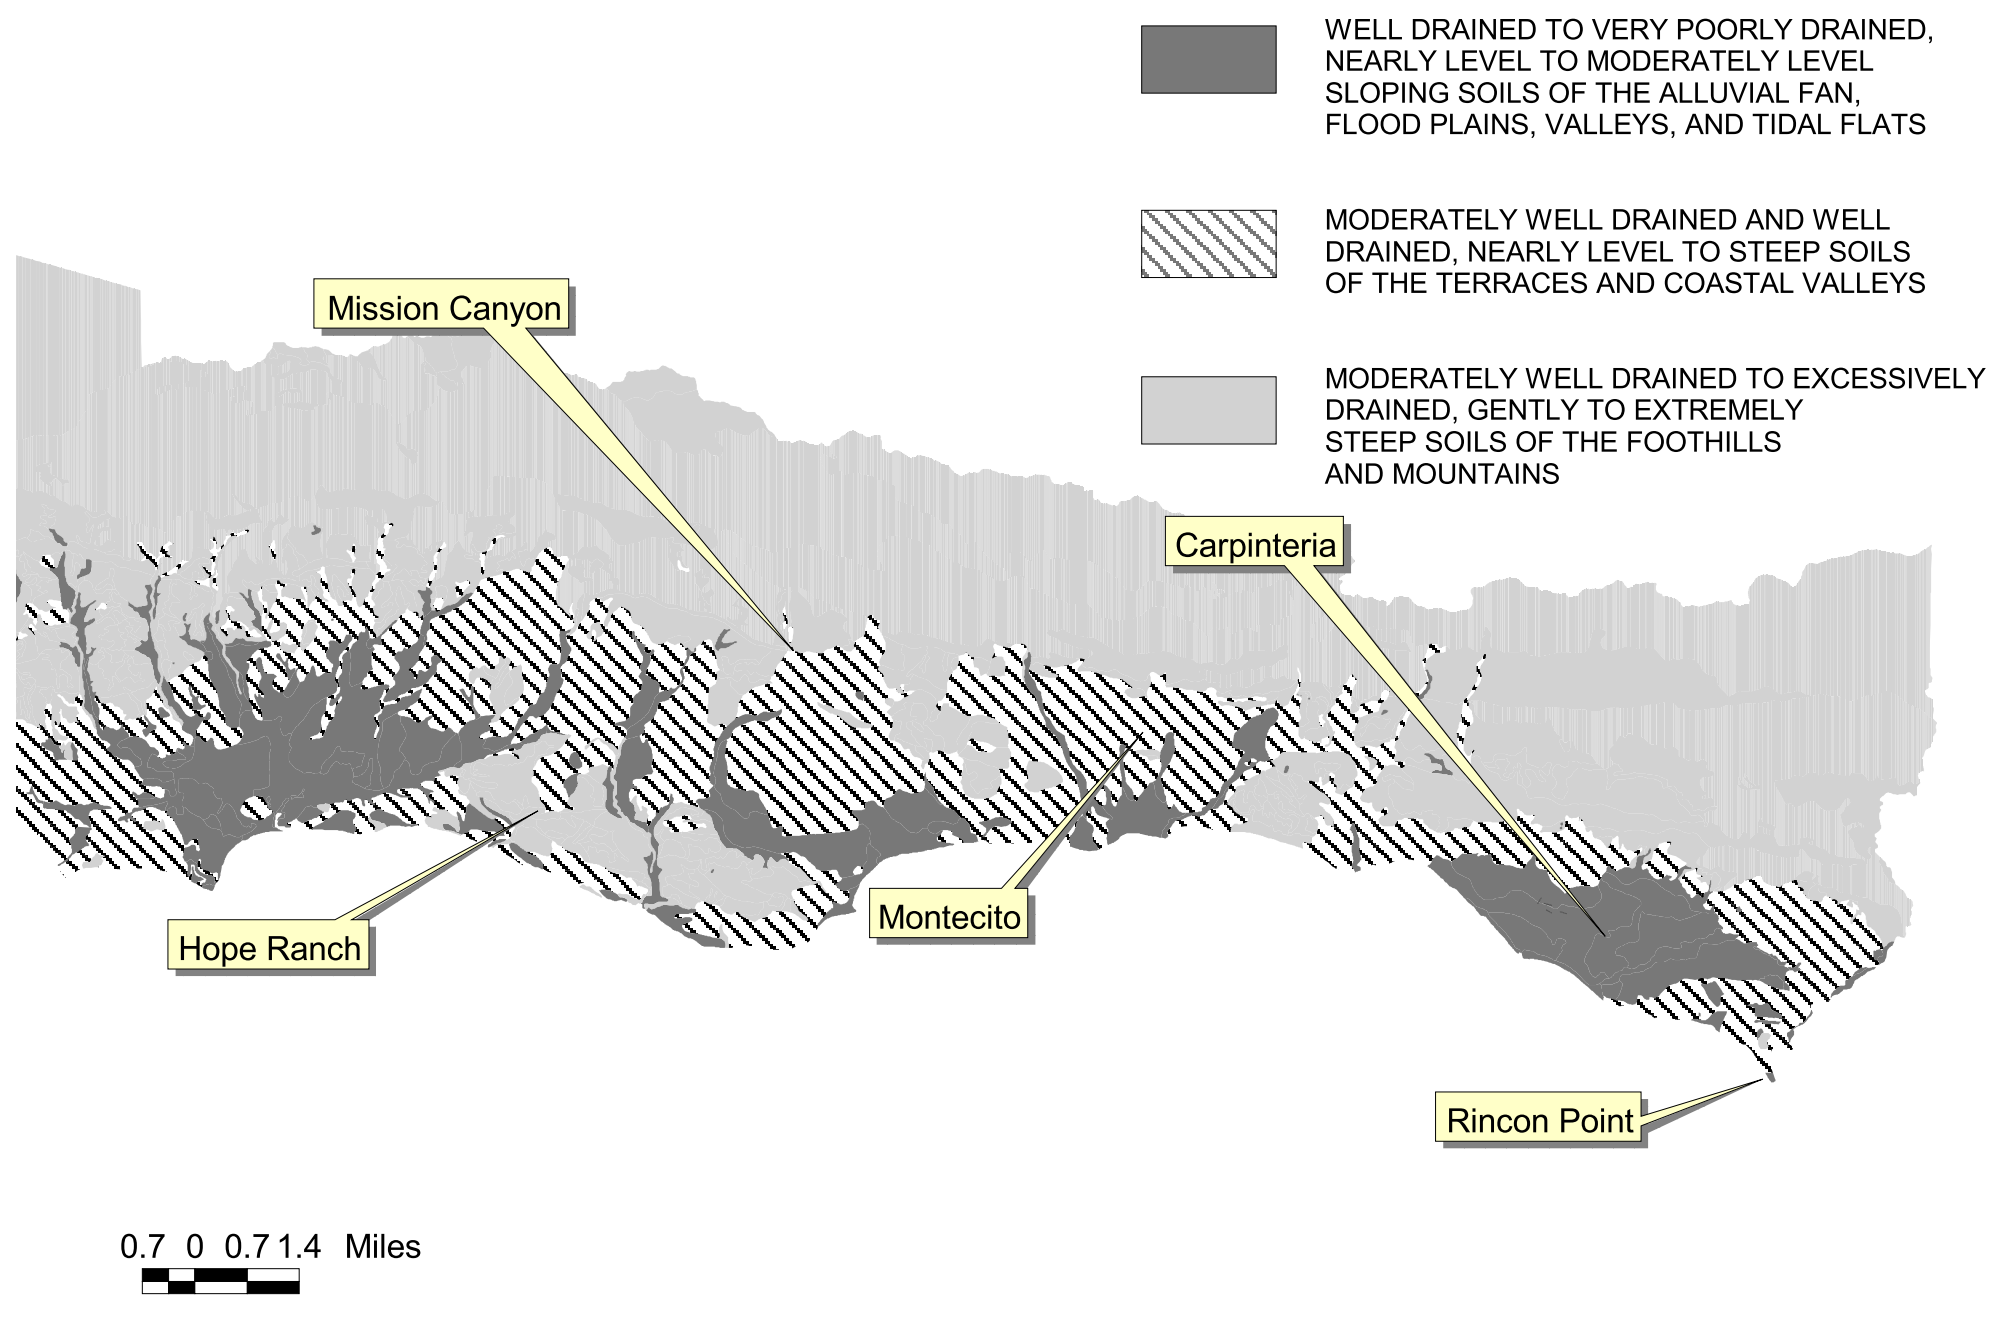 WELL DRAINED TO VERY POORLY DRAINED,
NEARLY LEVEL TO MODERATELY LEVEL
SLOPING SOILS OF THE ALLUVIAL FAN,
FLOOD PLAINS, VALLEYS, AND TIDAL FLATS
MODERATELY WELL DRAINED AND WELL
DRAINED, NEARLY LEVEL TO STEEP SOILS
OF THE TERRACES AND COASTAL VALLEYS
MODERATELY WELL DRAINED TO EXCESSIVELY
DRAINED, GENTLY TO EXTREMELY
STEEP SOILS OF THE FOOTHILLS
AND MOUNTAINS
Mission Canyon
Carpinteria
Montecito
Hope Ranch
Rincon Point
0.7 0 0.7 1.4 Miles